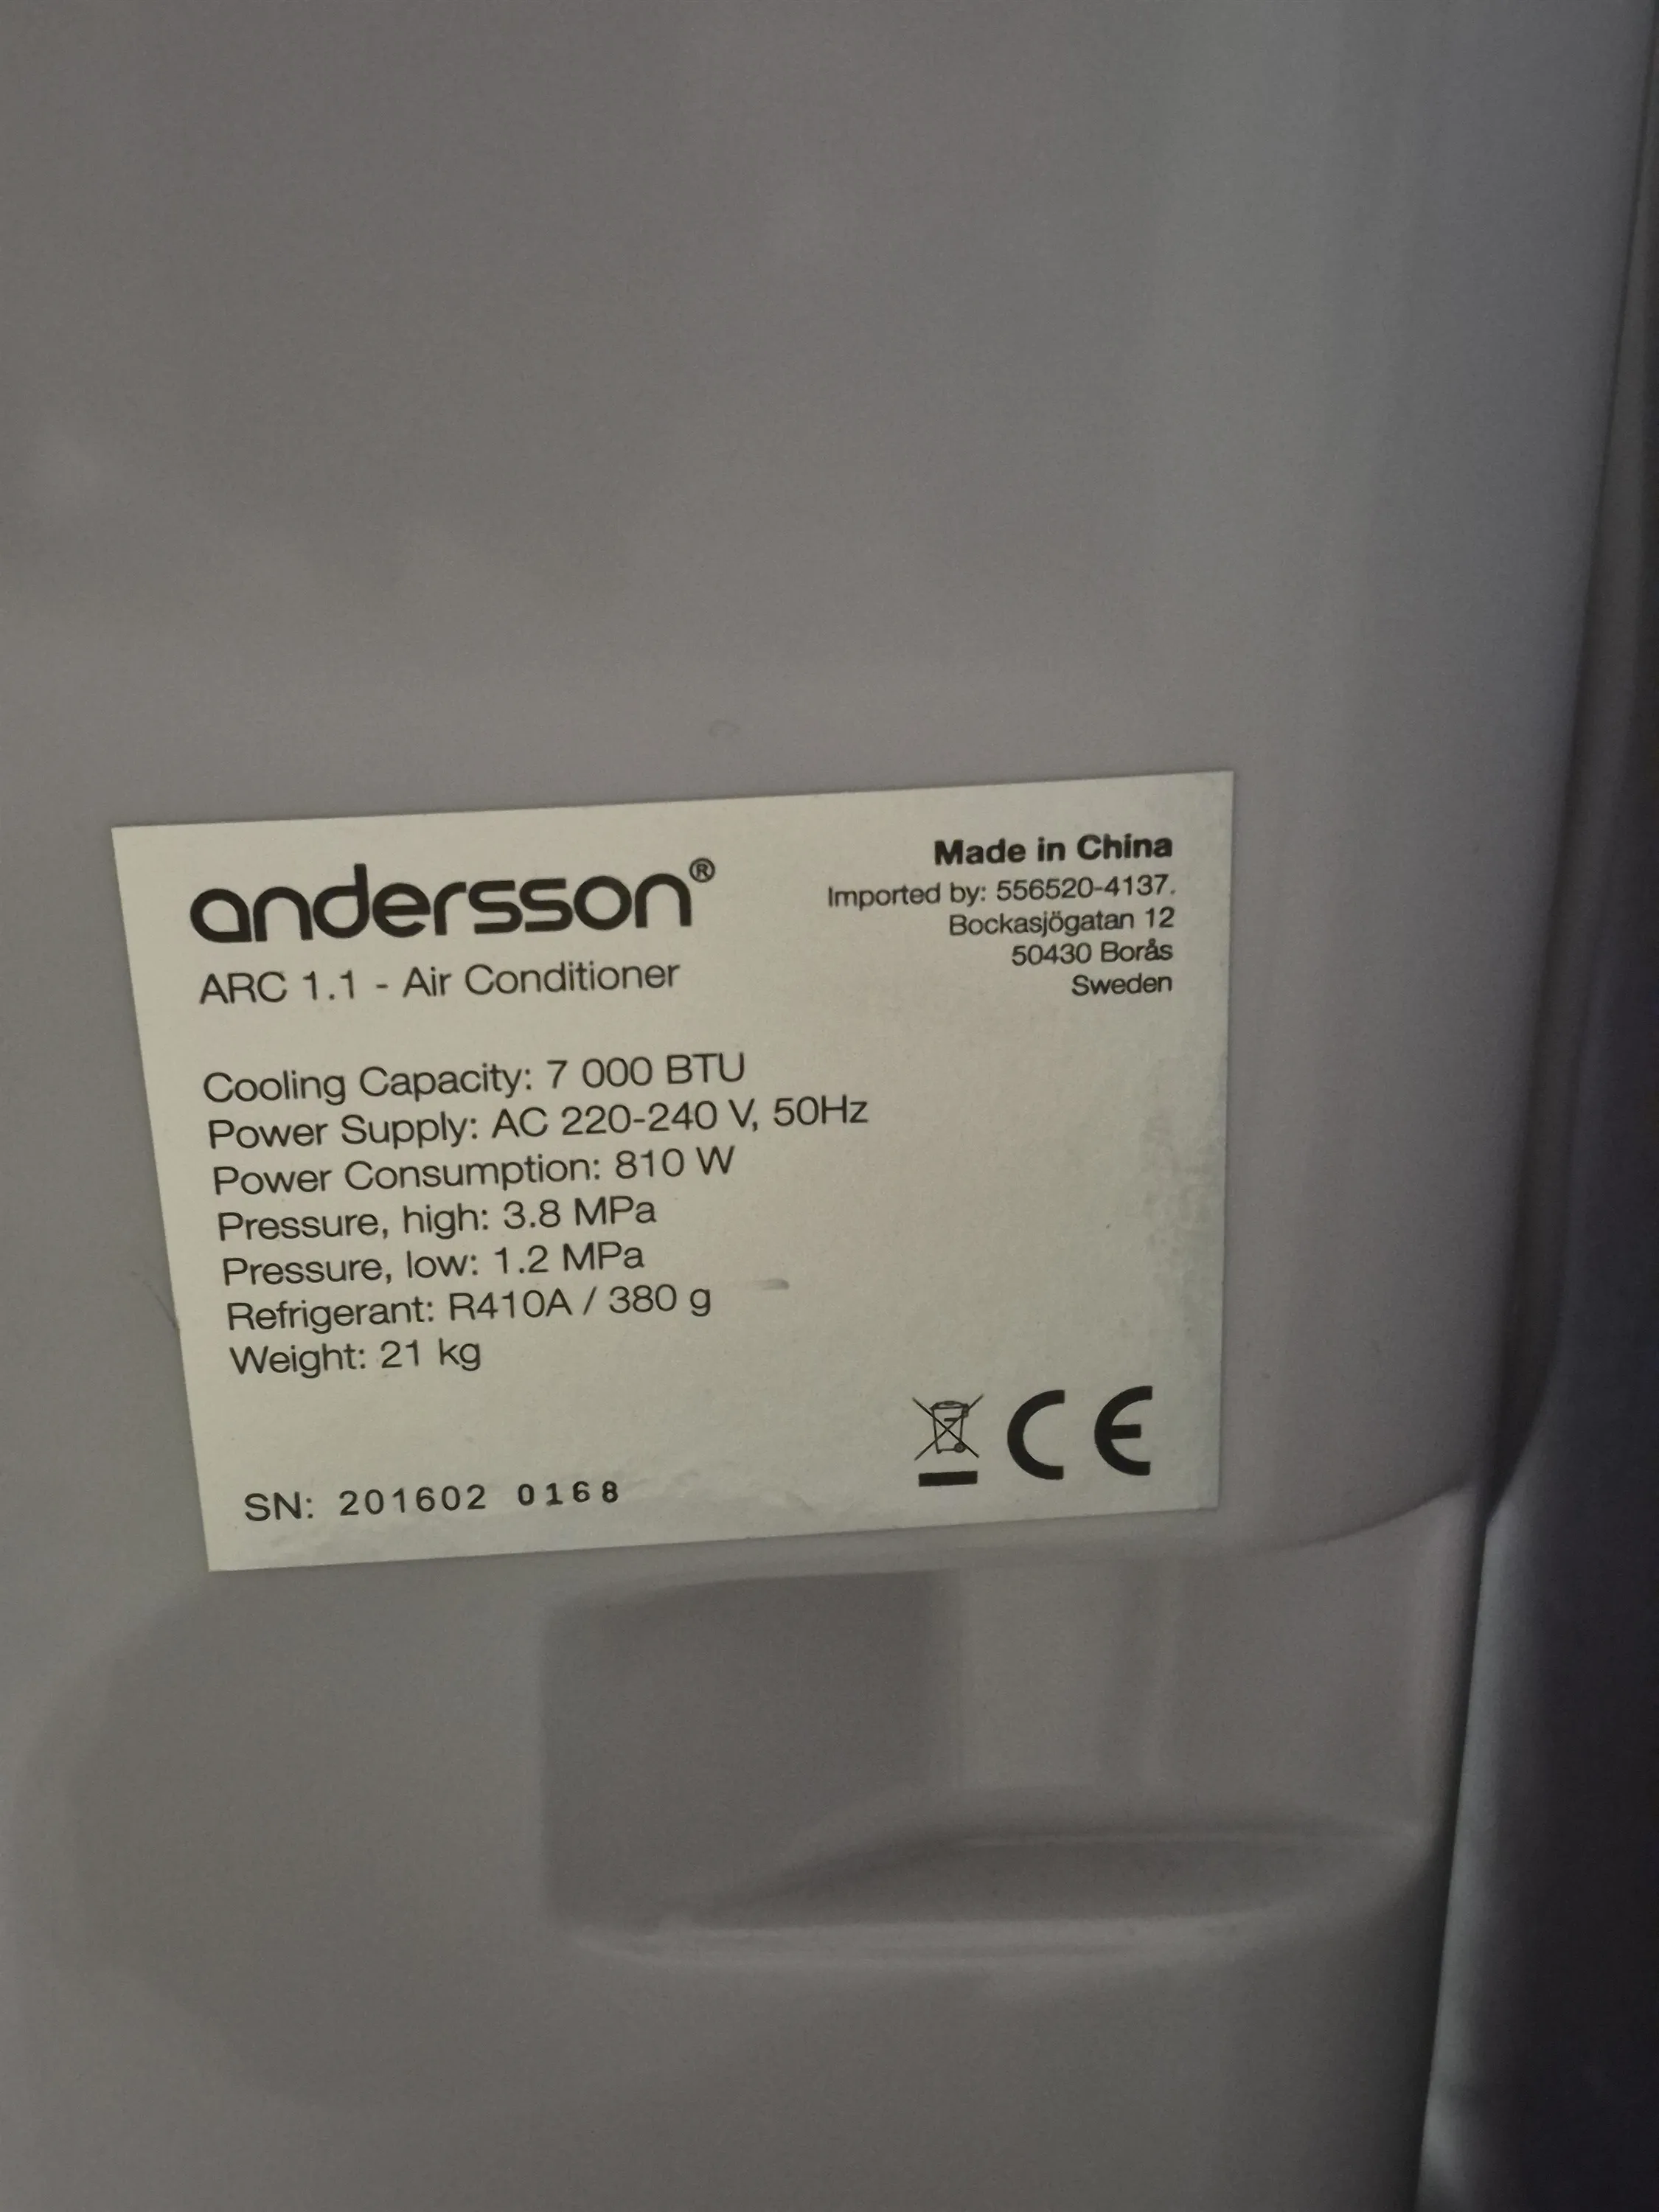 andersson®
ARC 1.1 - Air Conditioner
Made in China
Imported by: 556520-4137.
Bockasjögatan 12
50430 Borås
Sweden
Cooling Capacity: 7 000 BTU
Power Supply: AC 220-240 V, 50Hz
Power Consumption: 810 W
Pressure, high: 3.8 MPa
Pressure, low: 1.2 MPa
Refrigerant: R410A / 380 g
Weight: 21 kg
CE
SN: 201602 0168